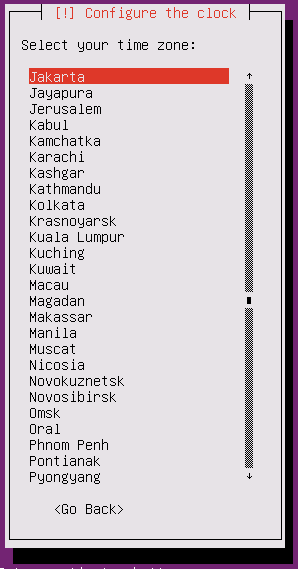 [!] Configure the clock
Select your time zone:
Jakarta
Jayapura
Jerusalem
Kabul
Kamchatka
Karachi
Kashgar
Kathmandu
Kolkata
Krasnoyarsk
Kuala Lumpur
Kuching
Kuwait
Macau
Magadan
Makassar
Manila
Muscat
Nicosia
Novokuznetsk
Novosibirsk
Omsk
Oral
Phnom Penh
Pontianak
Pyongyang
<Go Back>